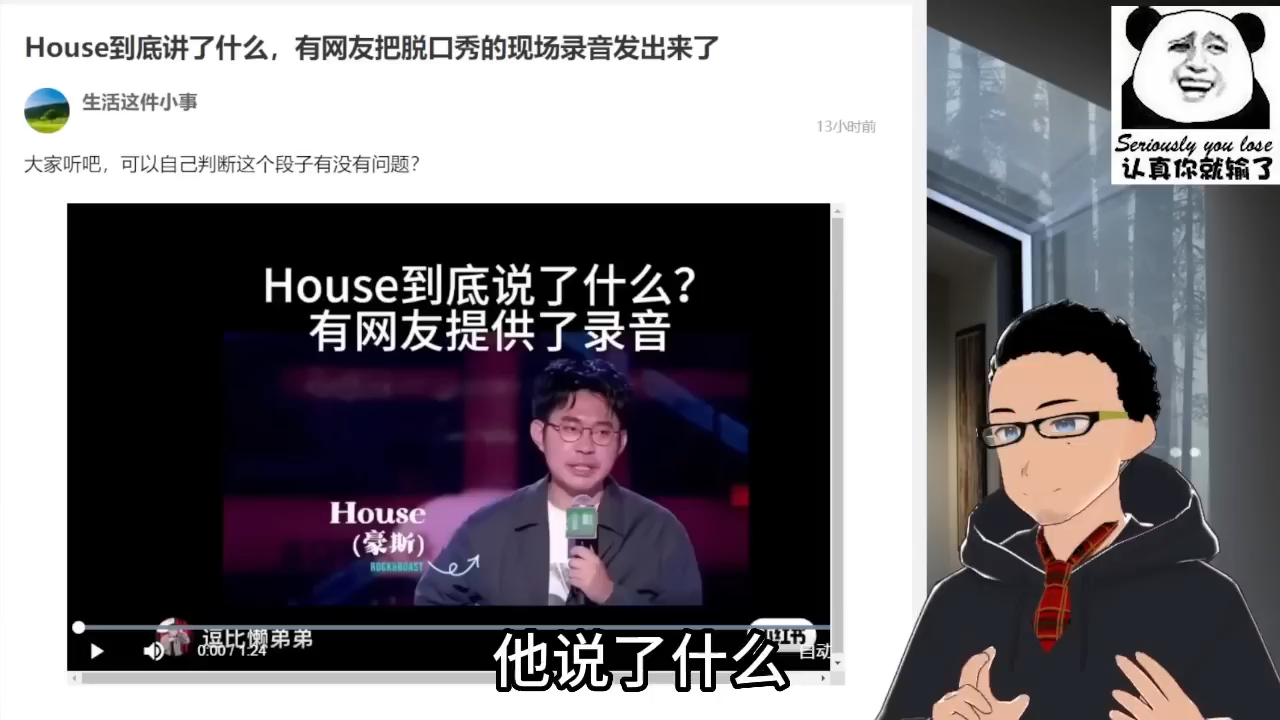 House到底讲了什么，有网友把脱口秀的现场录音发出来了
生活这件小事
13小时前
大家听吧，可以自己判断这个段子有没有问题？
House到底说了什么？
有网友提供了录音
House
(豪斯)
ROCK&ROAST
逗比懒弟弟
0:00 / 1:24
自动
他说了什么
Seriously you lose
认真你就输了